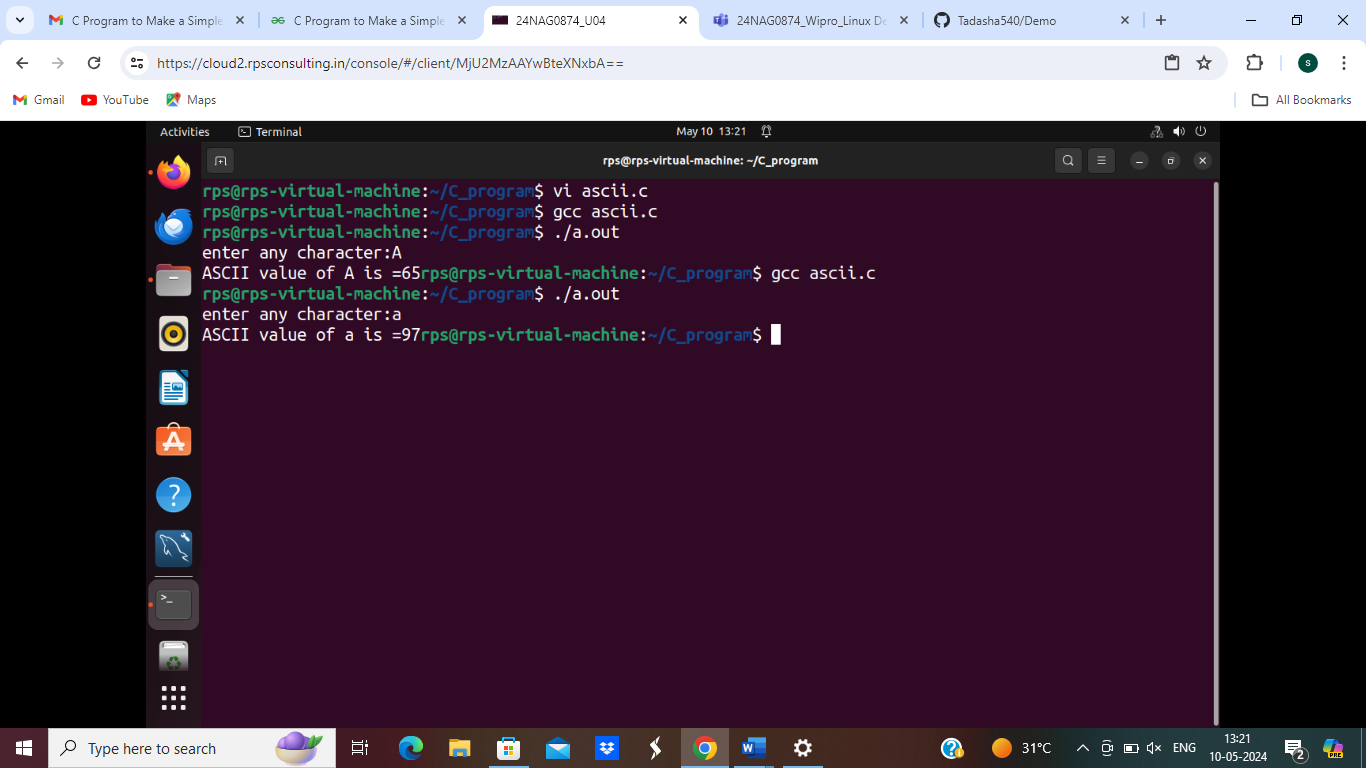 C Program to Make a Simple
C Program to Make a Simple
24NAG0874_U04
24NAG0874_Wipro_Linux De
Tadasha540/Demo
https://cloud2.rpsconsulting.in/console/#/client/MjU2MzAAYwBteXNxbA==
s
Gmail
YouTube
Maps
All Bookmarks
Activities
Terminal
May 10 13:21
rps@rps-virtual-machine: ~/C_program
rps@rps-virtual-machine:~/C_program$ vi ascii.c
rps@rps-virtual-machine:~/C_program$ gcc ascii.c
rps@rps-virtual-machine:~/C_program$ ./a.out
enter any character:A
ASCII value of A is =65rps@rps-virtual-machine:~/C_program$ gcc ascii.c
rps@rps-virtual-machine:~/C_program$ ./a.out
enter any character:a
ASCII value of a is =97rps@rps-virtual-machine:~/C_program$
Type here to search
31°C
ENG
13:21
10-05-2024
2
PRE